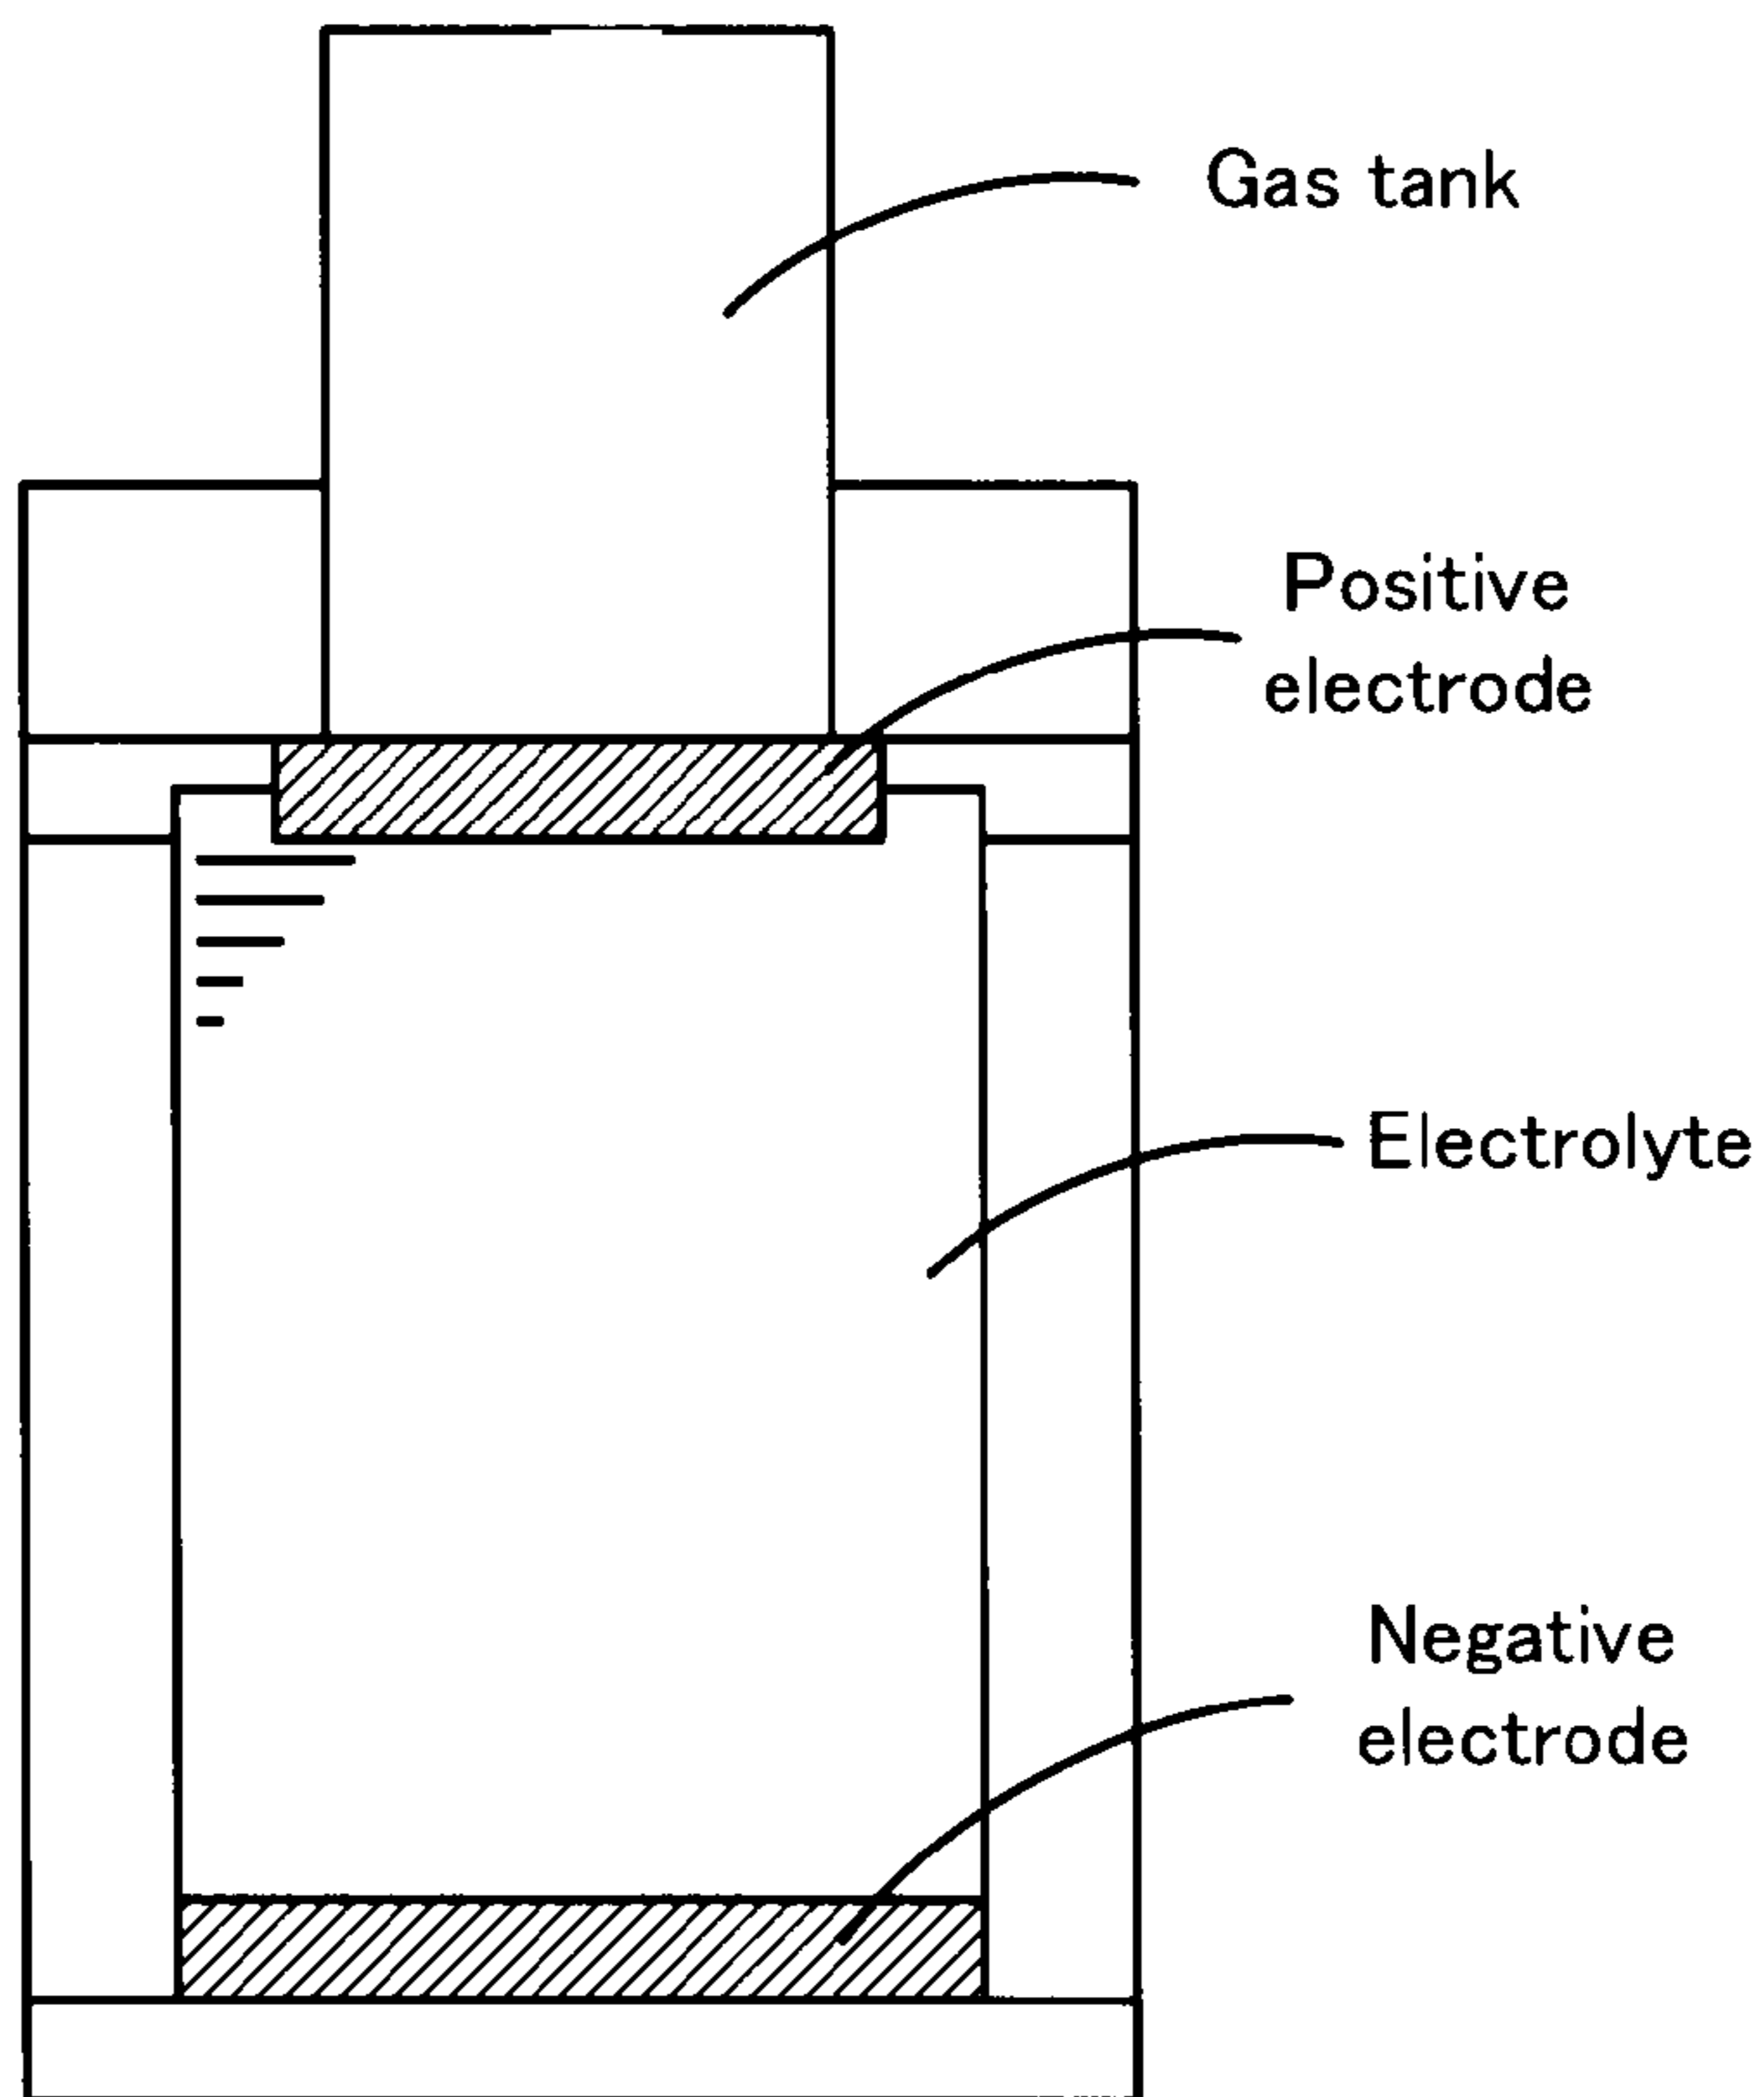 Gas tank
Positive
electrode
Electrolyte
Negative
electrode